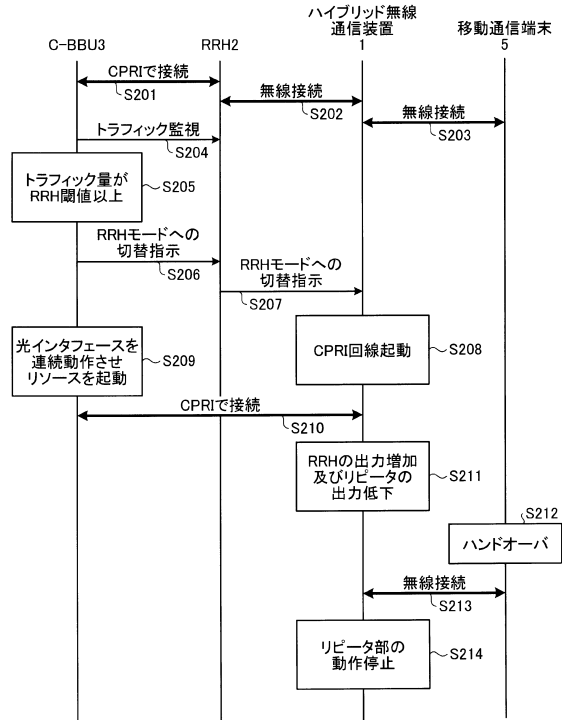 C-BBU3
RRH2
ハイブリッド無線
通信装置
1
移動通信端末
5
CPRIで接続
S201
無線接続
S202
無線接続
S203
トラフィック監視
S204
トラフィック量が
RRH閾値以上
S205
RRHモードへの
切替指示
S206
RRHモードへの
切替指示
S207
CPRI回線起動
S208
光インタフェースを
連続動作させ
リソースを起動
S209
CPRIで接続
S210
RRHの出力増加
及びリピータの
出力低下
S211
S212
ハンドオーバ
無線接続
S213
リピータ部の
動作停止
S214